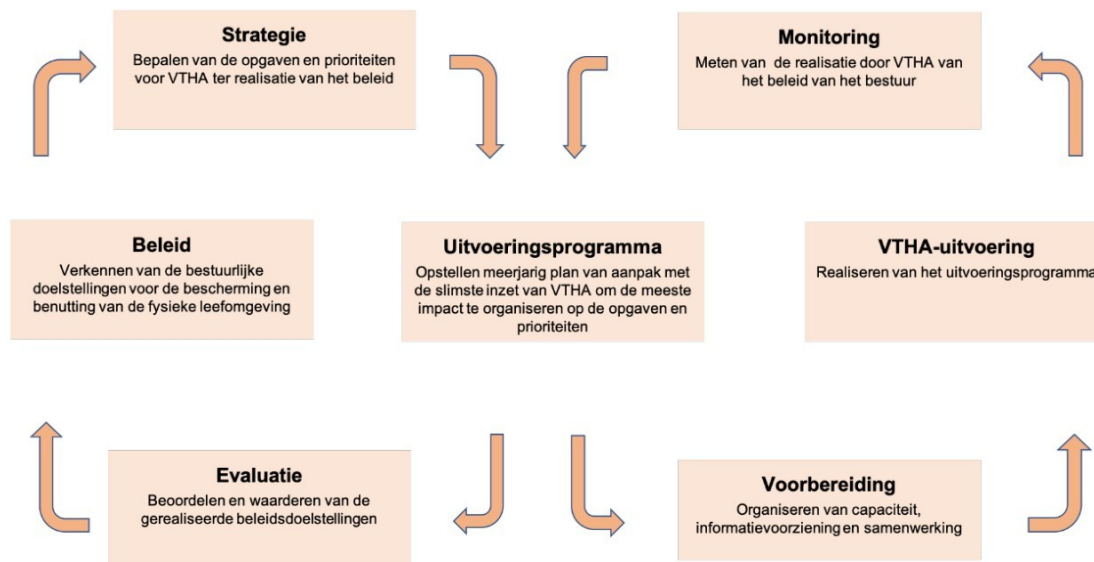 Strategie
Bepalen van de opgaven en prioriteiten
voor VTHA ter realisatie van het beleid
Monitoring
Meten van de realisatie door VTHA van
het beleid van het bestuur
Beleid
Verkennen van de bestuurlijke
doelstellingen voor de bescherming en
benutting van de fysieke leefomgeving
Uitvoeringsprogramma
Opstellen meerjarig plan van aanpak met
de slimste inzet van VTHA om de meeste
impact te organiseren op de opgaven en
prioriteiten
VTHA-uitvoering
Realiseren van het uitvoeringsprogramma
Evaluatie
Beoordelen en waarderen van de
gerealiseerde beleidsdoelstellingen
Voorbereiding
Organiseren van capaciteit,
informatievoorziening en samenwerking